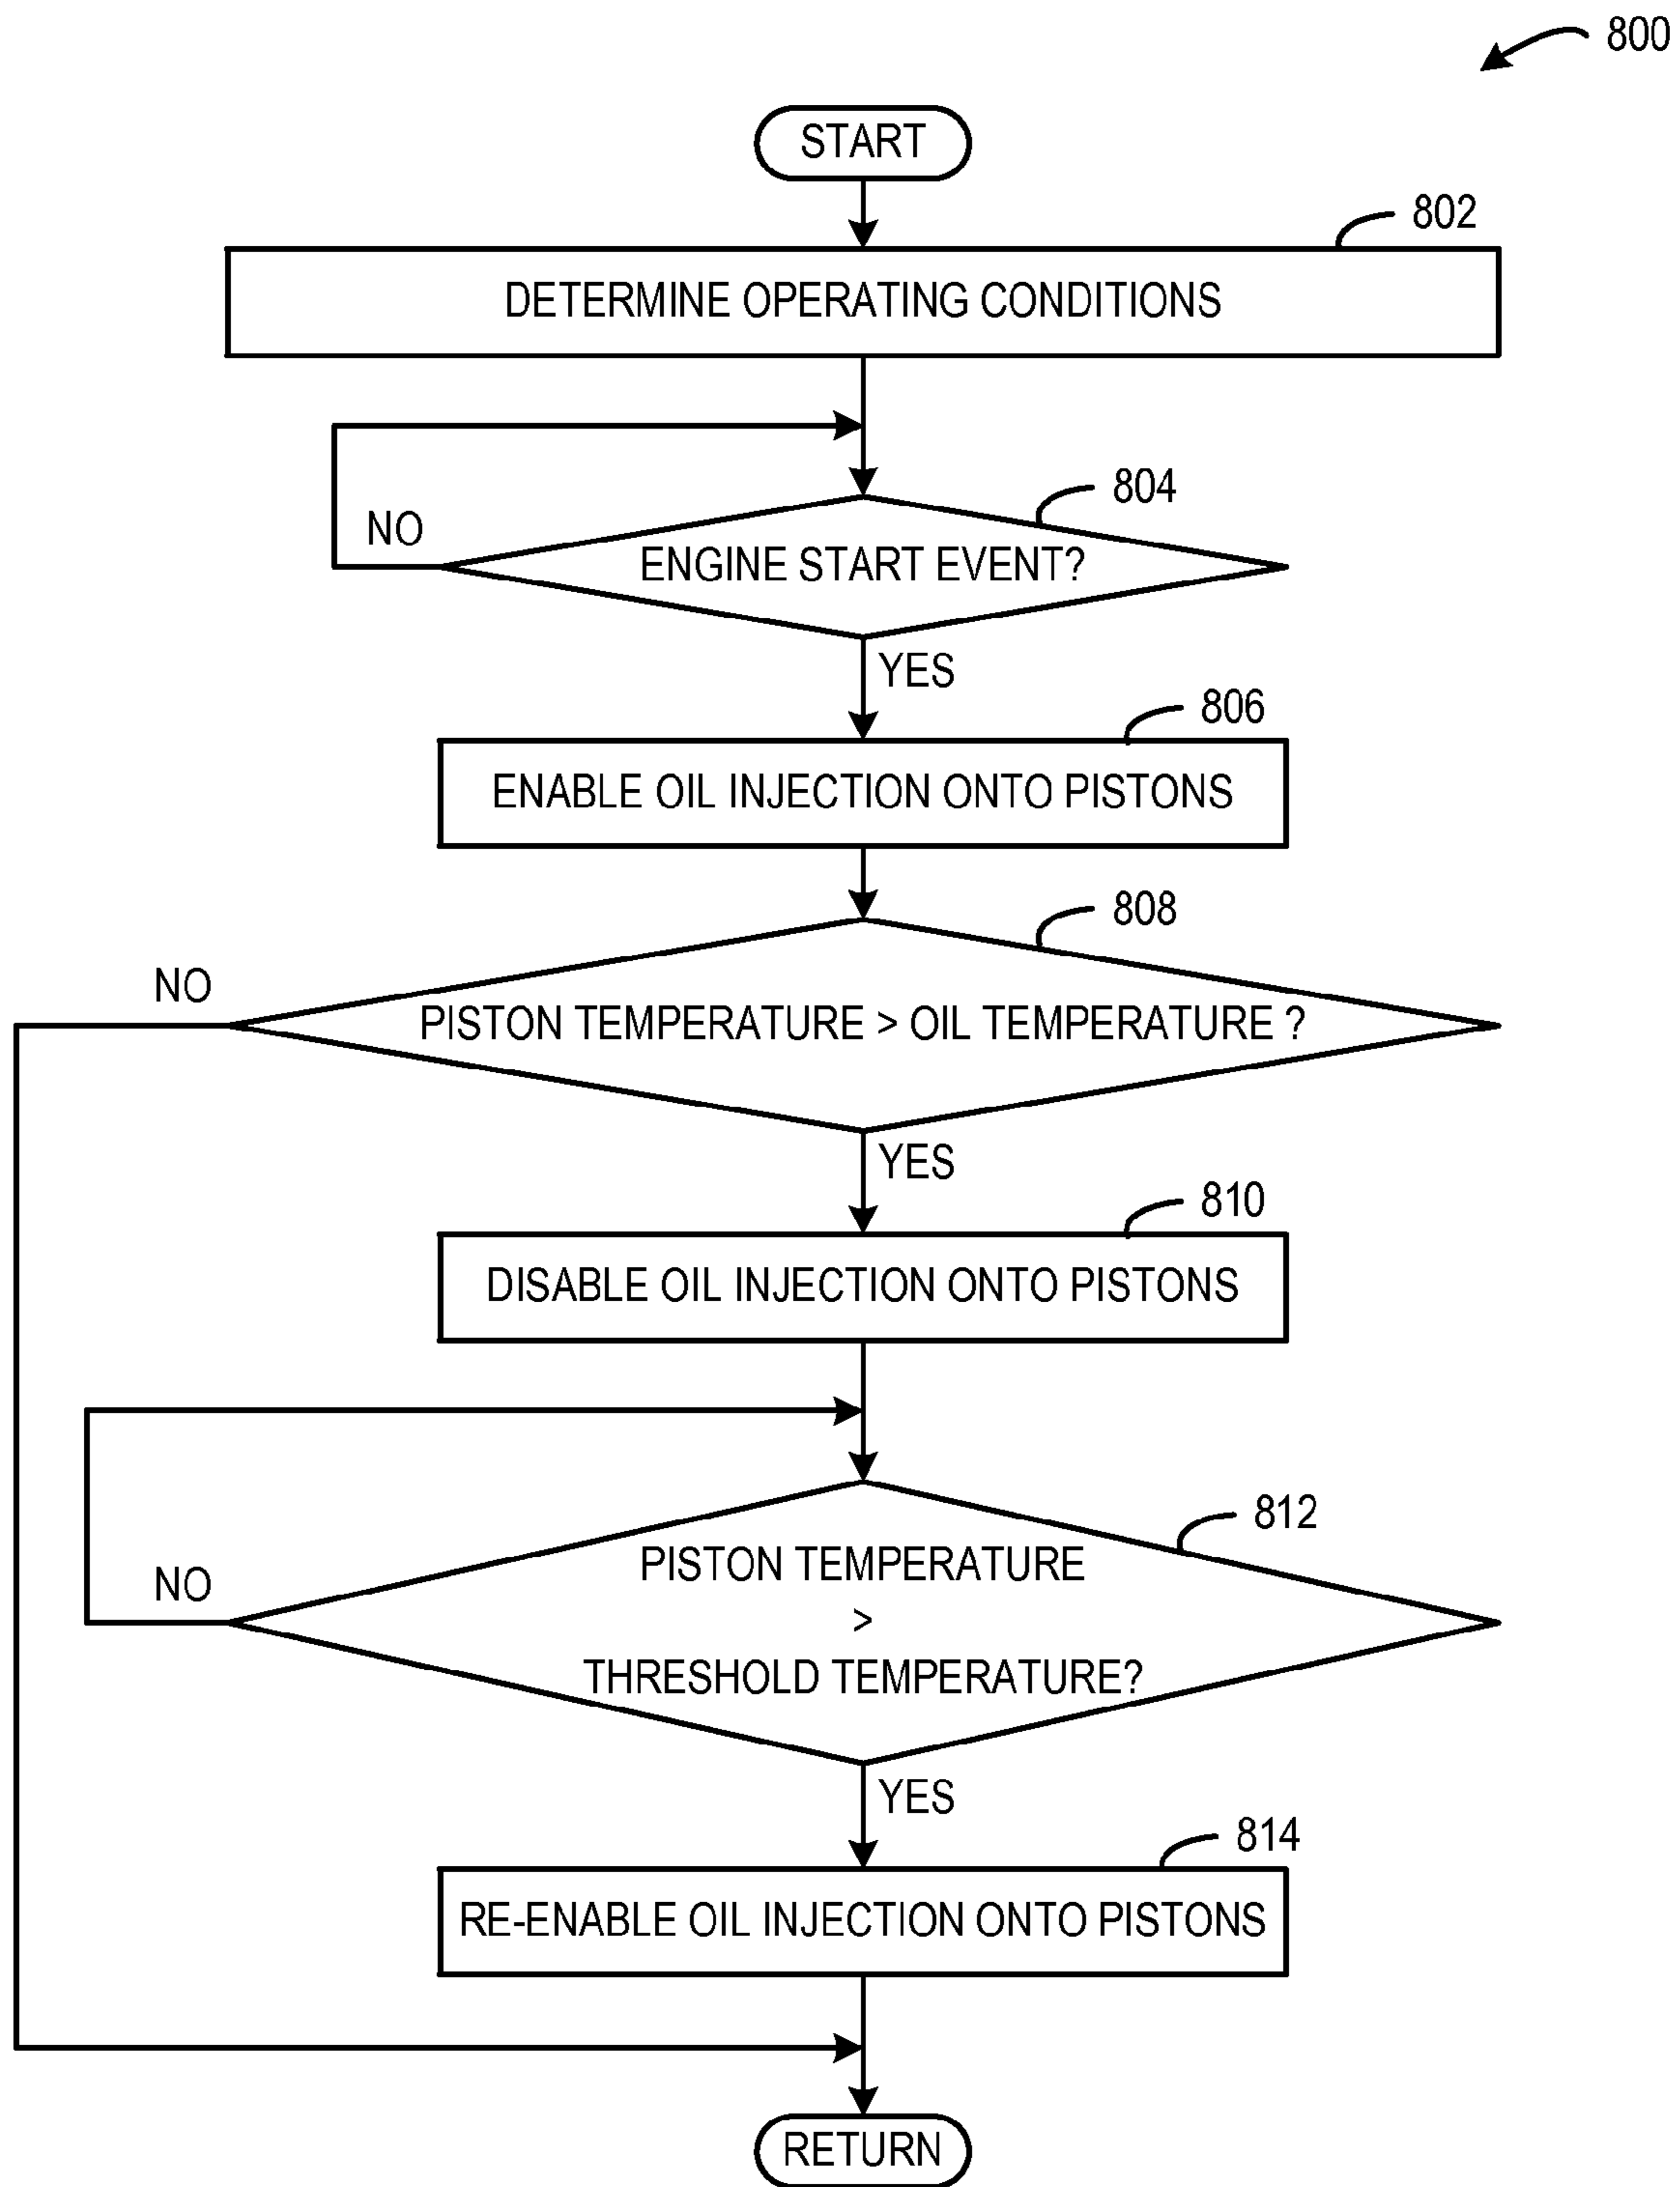 800
START
802
DETERMINE OPERATING CONDITIONS
804
NO
ENGINE START EVENT?
YES
806
ENABLE OIL INJECTION ONTO PISTONS
808
NO
PISTON TEMPERATURE > OIL TEMPERATURE ?
YES
810
DISABLE OIL INJECTION ONTO PISTONS
812
NO
PISTON TEMPERATURE
>
THRESHOLD TEMPERATURE?
YES
814
RE-ENABLE OIL INJECTION ONTO PISTONS
RETURN